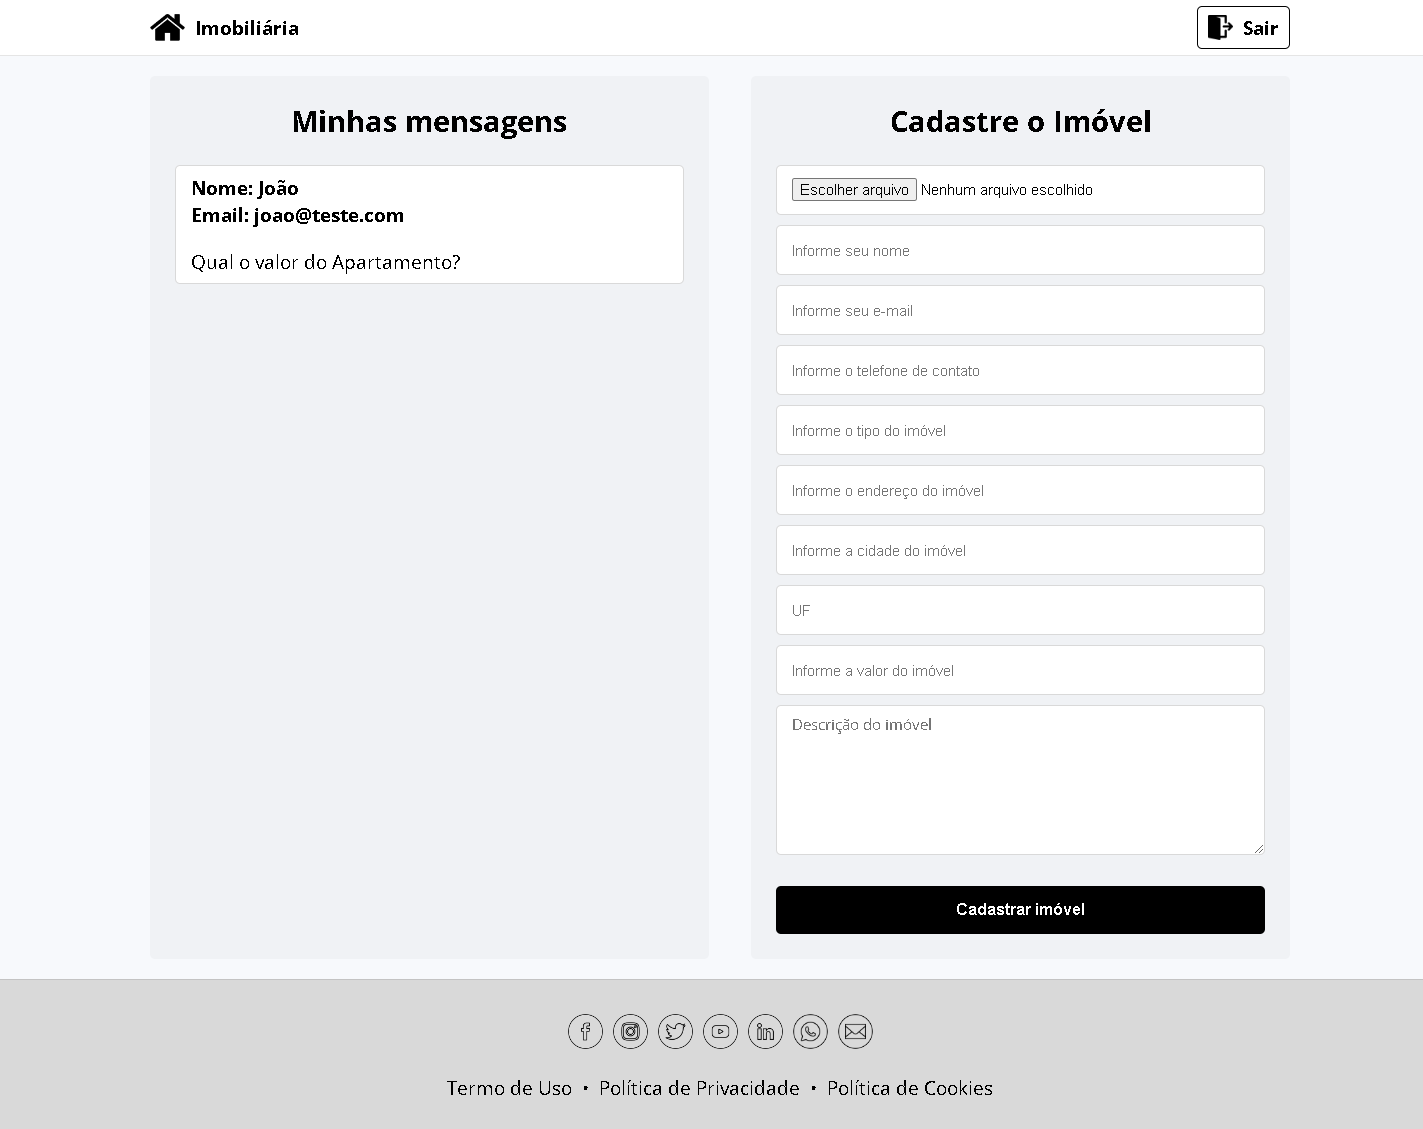 Imobiliária
Sair
Minhas mensagens
Nome: João
Email: joao@teste.com
Qual o valor do Apartamento?
Cadastre o Imóvel
Escolher arquivo Nenhum arquivo escolhido
Informe seu nome
Informe seu e-mail
Informe o telefone de contato
Informe o tipo do imóvel
Informe o endereço do imóvel
Informe a cidade do imóvel
UF
Informe a valor do imóvel
Descrição do imóvel
Cadastrar imóvel
Termo de Uso • Política de Privacidade • Política de Cookies